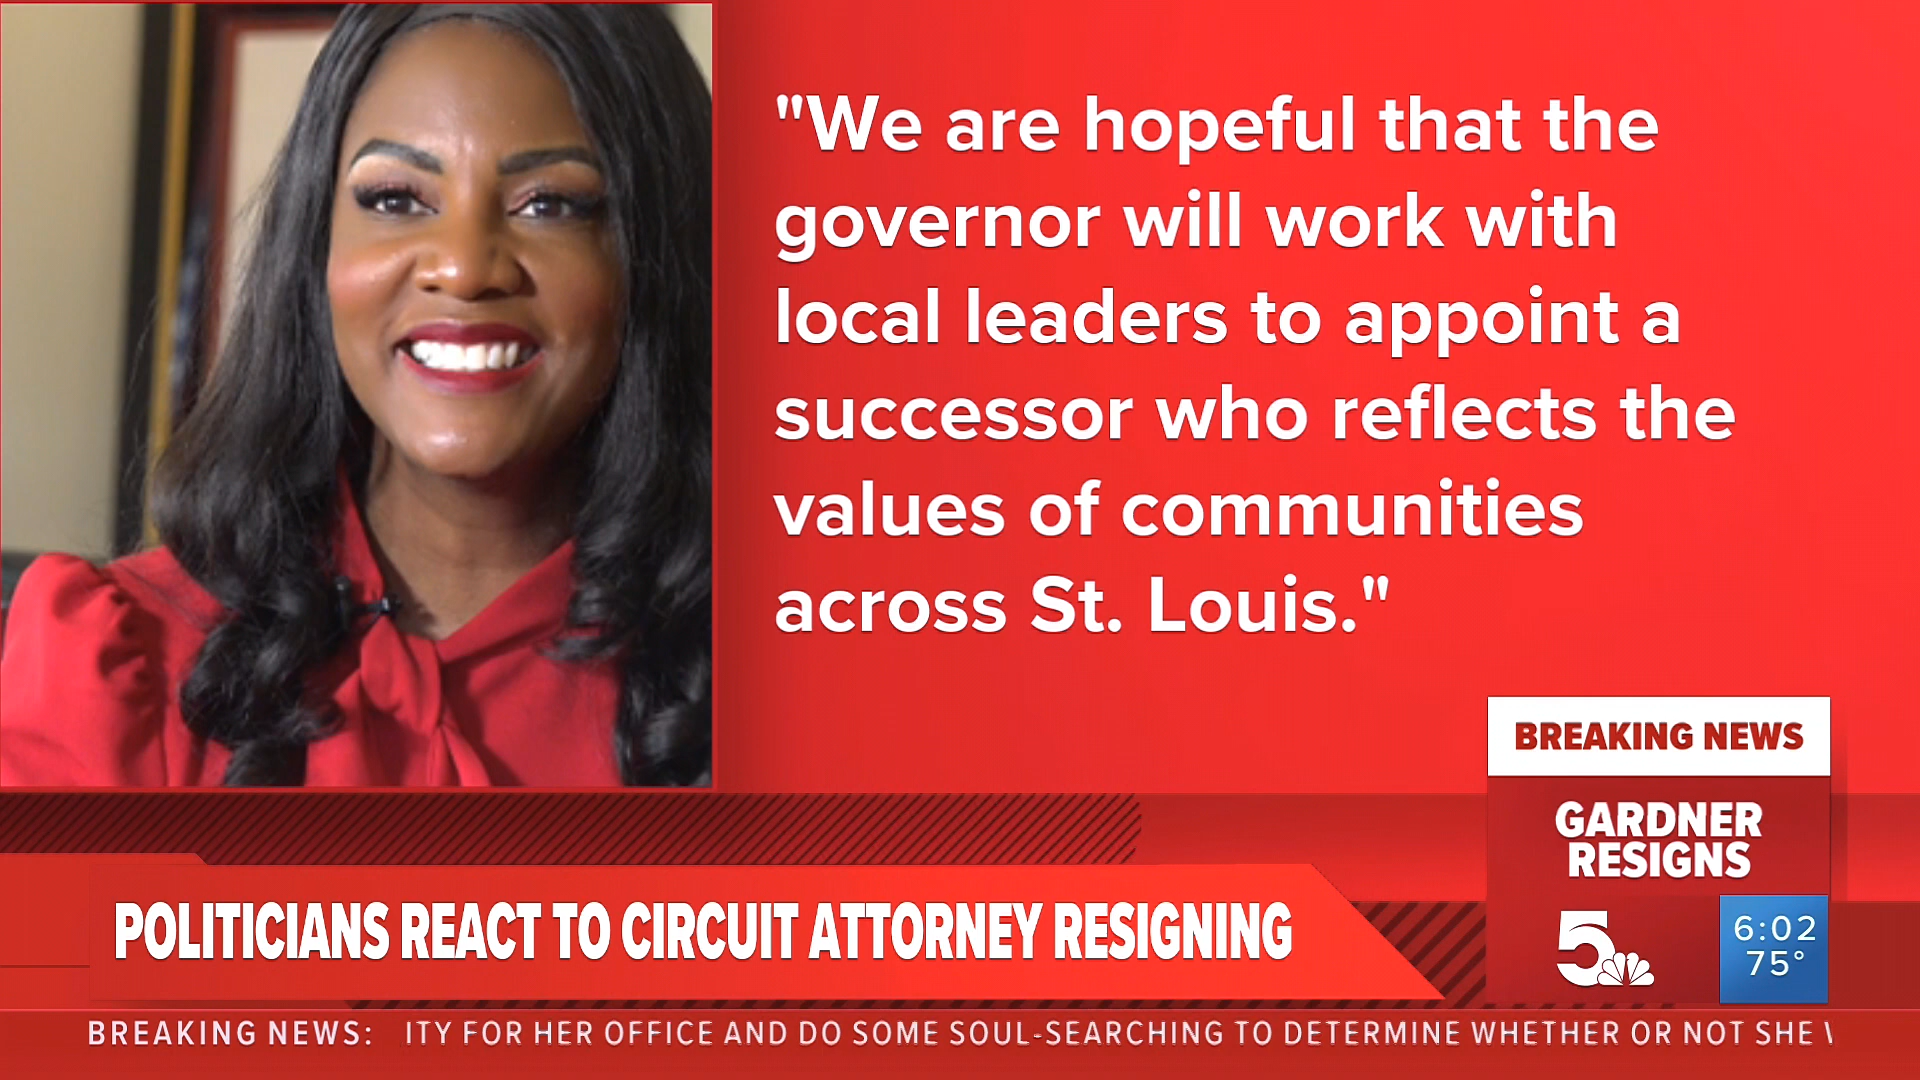 "We are hopeful that the
governor will work with
local leaders to appoint a
successor who reflects the
values of communities
across St. Louis."
BREAKING NEWS
GARDNER
RESIGNS
5
6:02
75°
POLITICIANS REACT TO CIRCUIT ATTORNEY RESIGNING
BREAKING NEWS: ITY FOR HER OFFICE AND DO SOME SOUL-SEARCHING TO DETERMINE WHETHER OR NOT SHE